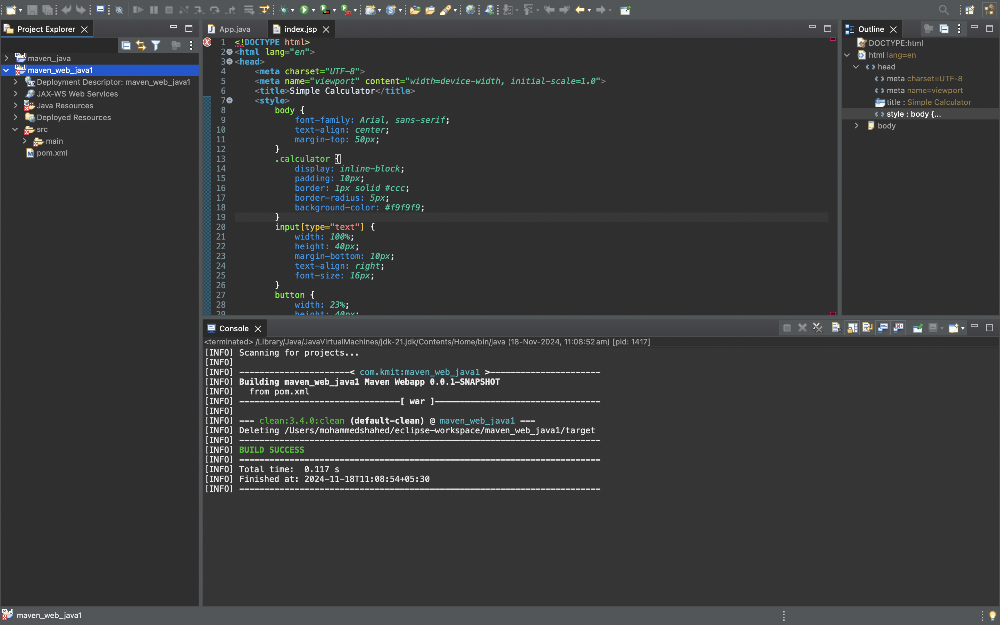 Project Explorer
maven_java
maven_web_java1
Deployment Descriptor: maven_web_java1
JAX-WS Web Services
Java Resources
Deployed Resources
src
main
pom.xml
App.java
index.jsp
1 <!DOCTYPE html>
2 <html lang="en">
3 <head>
4 <meta charset="UTF-8">
5 <meta name="viewport" content="width=device-width, initial-scale=1.0">
6 <title>Simple Calculator</title>
7 <style>
8 body {
9 font-family: Arial, sans-serif;
10 text-align: center;
11 margin-top: 50px;
12 }
13 .calculator {
14 display: inline-block;
15 padding: 10px;
16 border: 1px solid #ccc;
17 border-radius: 5px;
18 background-color: #f9f9f9;
19 }
20 input[type="text"] {
21 width: 100%;
22 height: 40px;
23 margin-bottom: 10px;
24 text-align: right;
25 font-size: 16px;
26 }
27 button {
28 width: 23%;
29 height: 40px;
Outline
DOCTYPE:html
html lang=en
head
meta charset=UTF-8
meta name=viewport
title : Simple Calculator
style : body {...
body
Console
<terminated> /Library/Java/JavaVirtualMachines/jdk-21.jdk/Contents/Home/bin/java (18-Nov-2024, 11:08:52 am) [pid: 1417]
[INFO] Scanning for projects...
[INFO]
[INFO] ----------------------< com.kmit:maven_web_java1 >----------------------
[INFO] Building maven_web_java1 Maven Webapp 0.0.1-SNAPSHOT
[INFO]   from pom.xml
[INFO] --------------------------------[ war ]---------------------------------
[INFO]
[INFO] --- clean:3.4.0:clean (default-clean) @ maven_web_java1 ---
[INFO] Deleting /Users/mohammedshahed/eclipse-workspace/maven_web_java1/target
[INFO] ------------------------------------------------------------------------
[INFO] BUILD SUCCESS
[INFO] ------------------------------------------------------------------------
[INFO] Total time:  0.117 s
[INFO] Finished at: 2024-11-18T11:08:54+05:30
[INFO] ------------------------------------------------------------------------
maven_web_java1